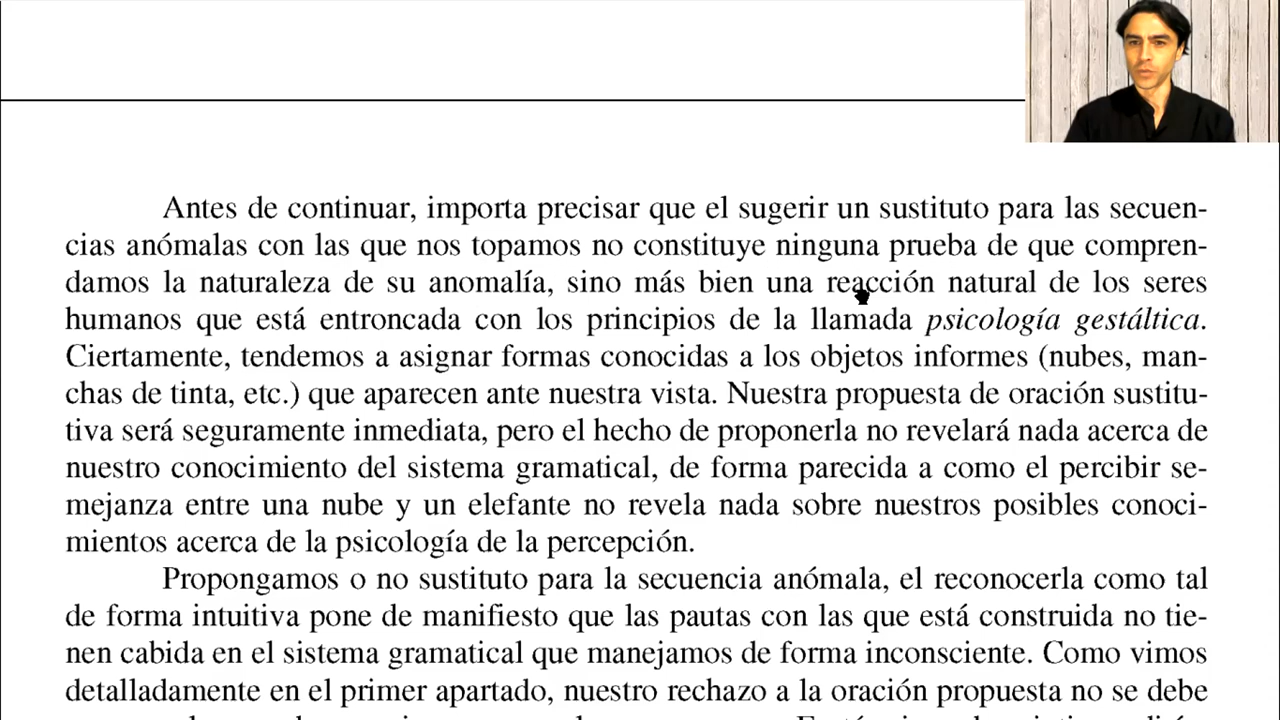 Antes de continuar, importa precisar que el sugerir un sustituto para las secuen-
cias anómalas con las que nos topamos no constituye ninguna prueba de que compren-
damos la naturaleza de su anomalía, sino más bien una reacción natural de los seres
humanos que está entroncada con los principios de la llamada psicología gestáltica.
Ciertamente, tendemos a asignar formas conocidas a los objetos informes (nubes, man-
chas de tinta, etc.) que aparecen ante nuestra vista. Nuestra propuesta de oración sustitu-
tiva será seguramente inmediata, pero el hecho de proponerla no revelará nada acerca de
nuestro conocimiento del sistema gramatical, de forma parecida a como el percibir se-
mejanza entre una nube y un elefante no revela nada sobre nuestros posibles conoci-
mientos acerca de la psicología de la percepción.
Propongamos o no sustituto para la secuencia anómala, el reconocerla como tal
de forma intuitiva pone de manifiesto que las pautas con las que está construida no tie-
nen cabida en el sistema gramatical que manejamos de forma inconsciente. Como vimos
detalladamente en el primer apartado, nuestro rechazo a la oración propuesta no se debe